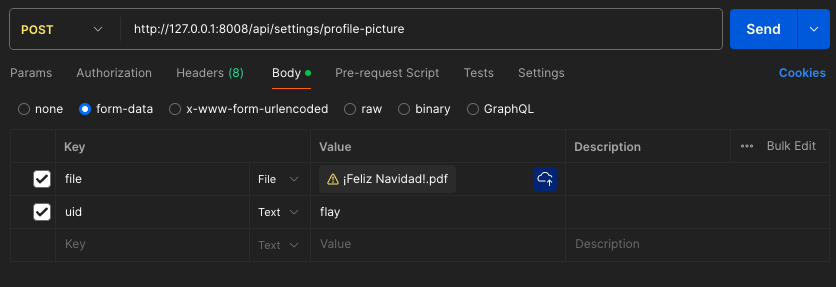 POST http://127.0.0.1:8008/api/settings/profile-picture Send
Params Authorization Headers (8) Body Pre-request Script Tests Settings Cookies
none form-data x-www-form-urlencoded raw binary GraphQL
Key Value Description ••• Bulk Edit
file File ¡Feliz Navidad!.pdf
uid Text flay
Key Text Value Description